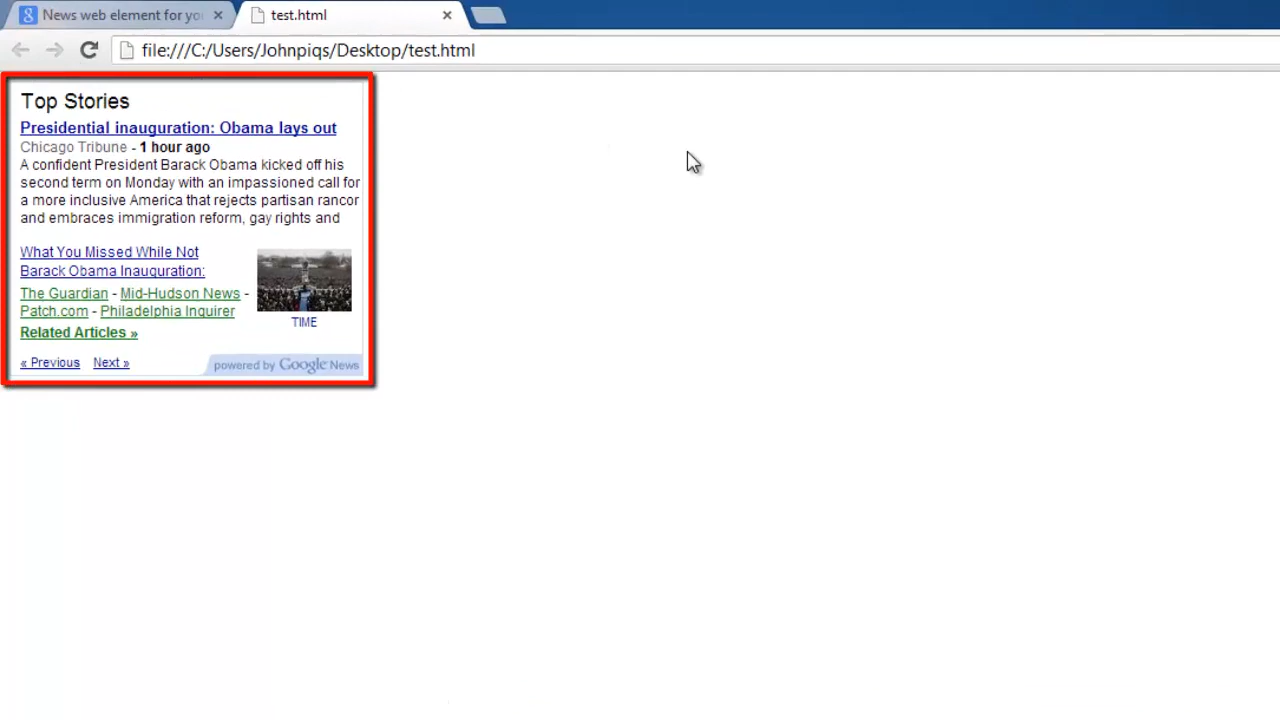 News web element for yo
test.html
file:///C:/Users/Johnpiqs/Desktop/test.html
Top Stories
Presidential inauguration: Obama lays out
Chicago Tribune - 1 hour ago
A confident President Barack Obama kicked off his
second term on Monday with an impassioned call for
a more inclusive America that rejects partisan rancor
and embraces immigration reform, gay rights and
What You Missed While Not
Barack Obama Inauguration:
The Guardian - Mid-Hudson News -
Patch.com - Philadelphia Inquirer
Related Articles »
TIME
« Previous Next »
powered by Google News